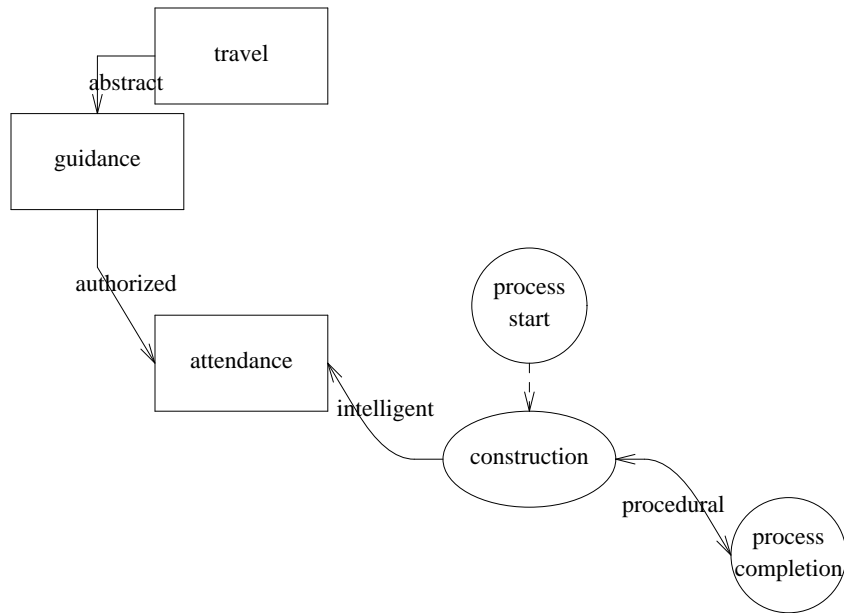 travel
abstract
guidance
authorized
process
start
attendance
intelligent
construction
procedural
process
completion